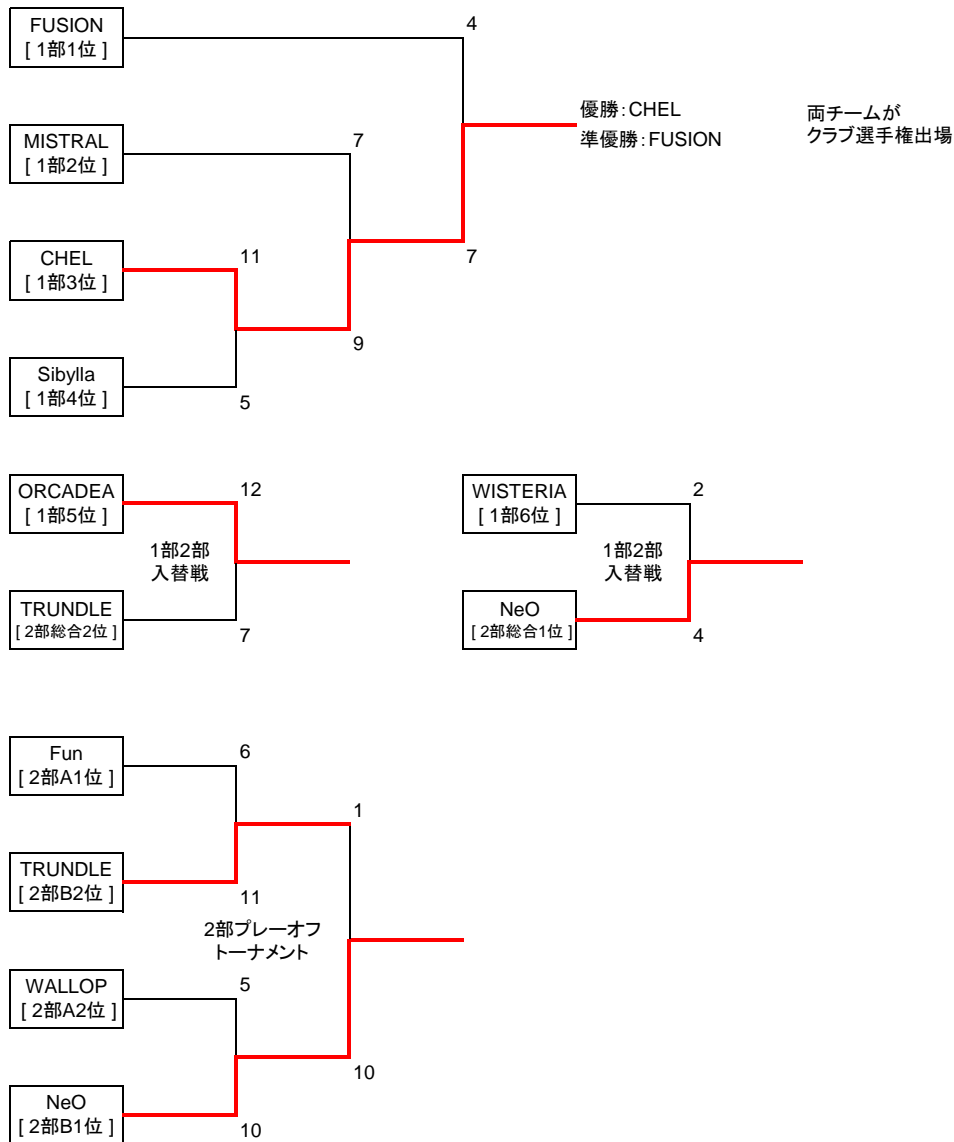 FUSION
[ 1部1位 ]
4
優勝：CHEL
準優勝：FUSION
両チームが
クラブ選手権出場
MISTRAL
[ 1部2位 ]
7
CHEL
[ 1部3位 ]
11
7
9
Sibylla
[ 1部4位 ]
5
ORCADEA
[ 1部5位 ]
12
1部2部
入替戦
TRUNDLE
[ 2部総合2位 ]
7
WISTERIA
[ 1部6位 ]
2
1部2部
入替戦
NeO
[ 2部総合1位 ]
4
Fun
[ 2部A1位 ]
6
1
TRUNDLE
[ 2部B2位 ]
11
2部プレーオフ
トーナメント
WALLOP
[ 2部A2位 ]
5
10
NeO
[ 2部B1位 ]
10